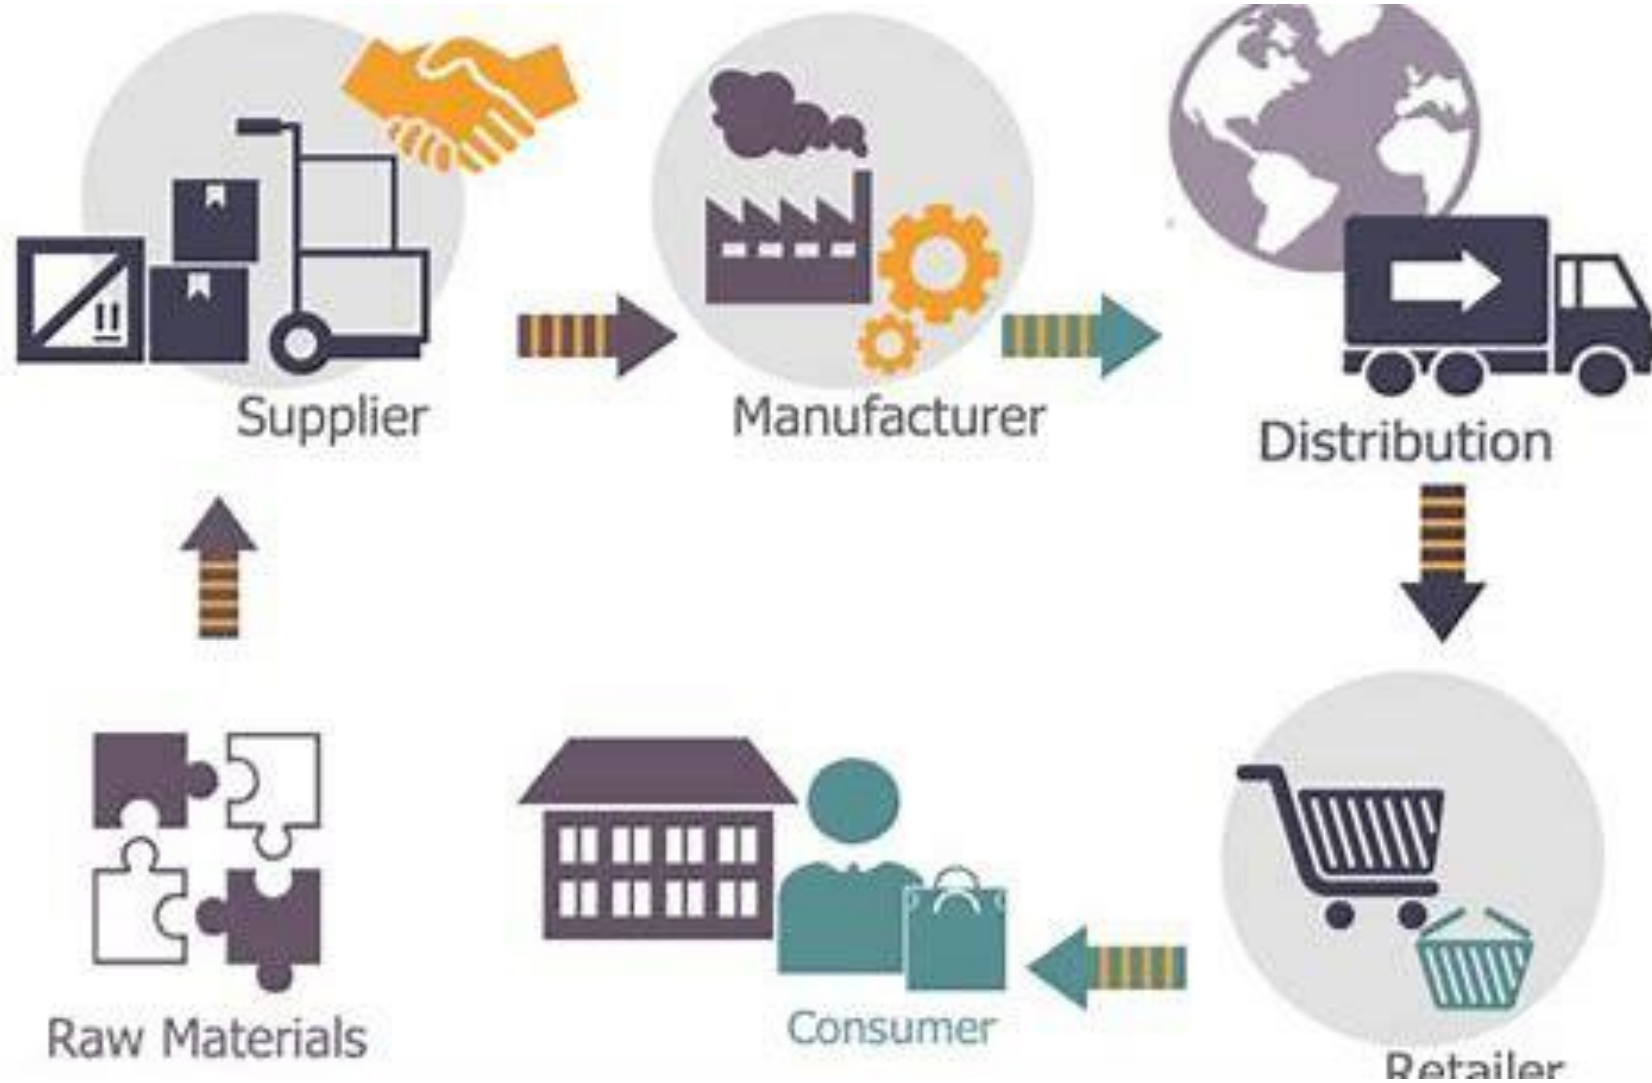 Supplier
Manufacturer
Distribution
Raw Materials
Consumer
Retailer